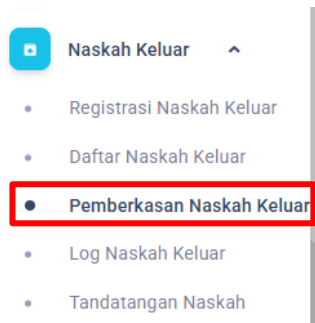 Naskah Keluar
Registrasi Naskah Keluar
Daftar Naskah Keluar
Pemberkasan Naskah Keluar
Log Naskah Keluar
Tandatangan Naskah